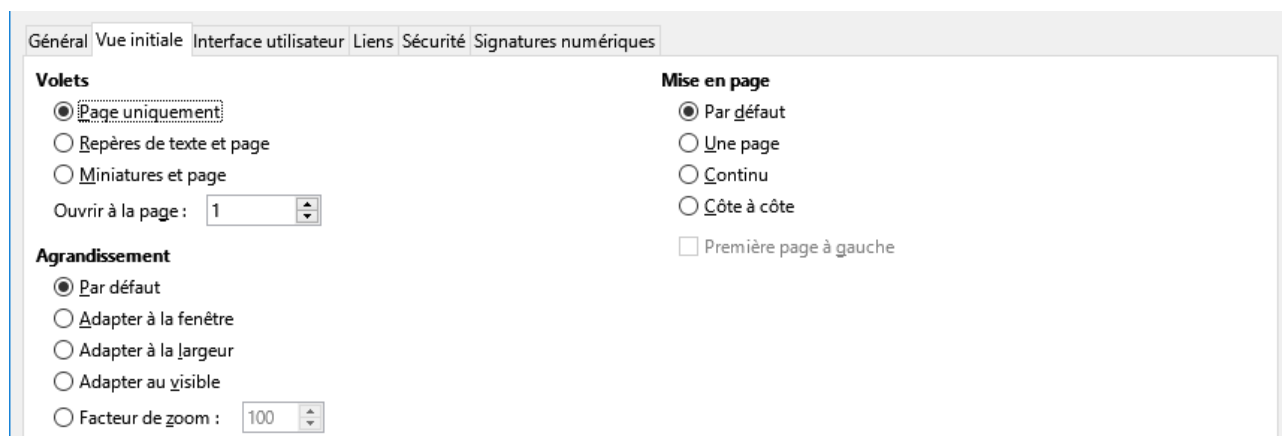 Général Vue initiale Interface utilisateur Liens Sécurité Signatures numériques
Volets
Page uniquement
Repères de texte et page
Miniatures et page
Ouvrir à la page : 1
Agrandissement
Par défaut
Adapter à la fenêtre
Adapter à la largeur
Adapter au visible
Facteur de zoom : 100
Mise en page
Par défaut
Une page
Continu
Côte à côte
Première page à gauche